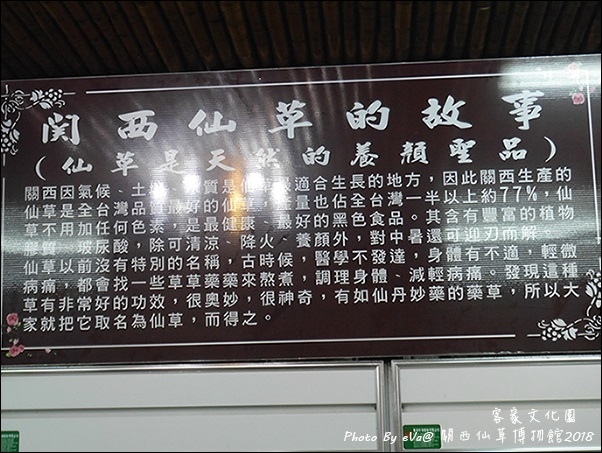 関西仙草的故事
(仙草是天然的養顏聖品)
關西因氣候、土 、 質是仙草最適合生長的地方,因此關西生產的
仙草是全台灣品質最好的仙草,產量也佔全台灣一半以上約77%,仙
草不用加任何色素,是最健康、最好的黑色食品。其含有豐富的植物
膠質、玻尿酸,除可清涼、降火、養顏外,對中暑還可迎刃而解
仙草以前沒有特別的名稱,古時候,醫學不發達,身體有不適,輕微
病痛,都會找一些草草藥藥來熬煮,調理身體、減輕病痛。發現這種
草有非常好的功效,很奧妙,很神奇,有如仙丹妙藥的藥草,所以大
家就把它取名為仙草,而得之。
客家文化園
Photo By eVa@ 關西仙草博物館2018